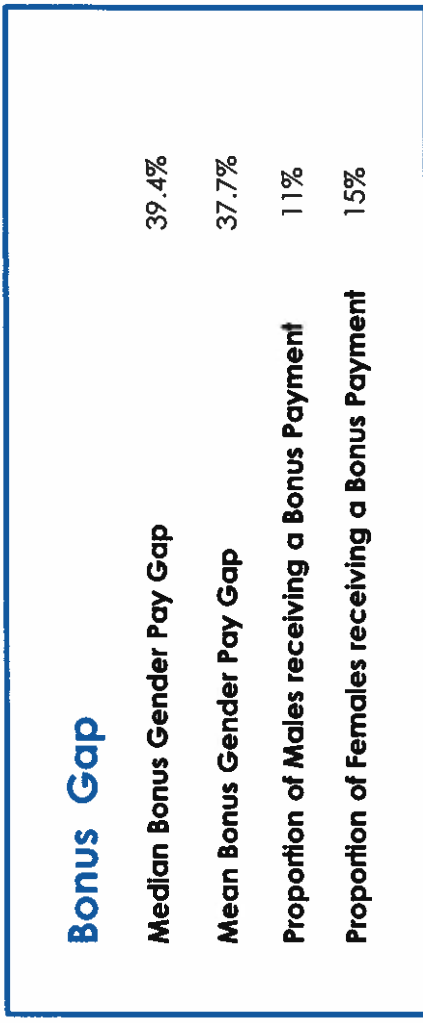 Bonus Gap
Median Bonus Gender Pay Gap 39.4%
Mean Bonus Gender Pay Gap 37.7%
Proportion of Males receiving a Bonus Payment 11%
Proportion of Females receiving a Bonus Payment 15%